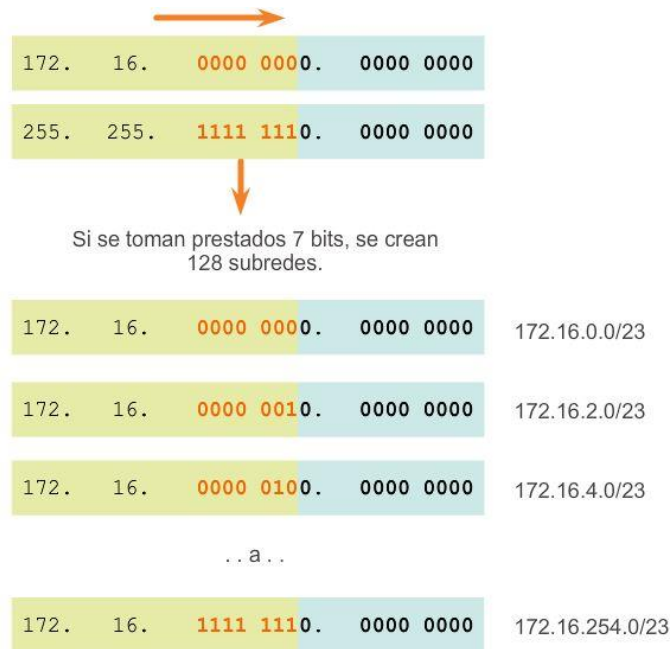 172. 16. 0000 0000. 0000 0000
255. 255. 1111 1110. 0000 0000
Si se toman prestados 7 bits, se crean
128 subredes.
172. 16. 0000 0000. 0000 0000 172.16.0.0/23
172. 16. 0000 0010. 0000 0000 172.16.2.0/23
172. 16. 0000 0100. 0000 0000 172.16.4.0/23
. . a . .
172. 16. 1111 1110. 0000 0000 172.16.254.0/23